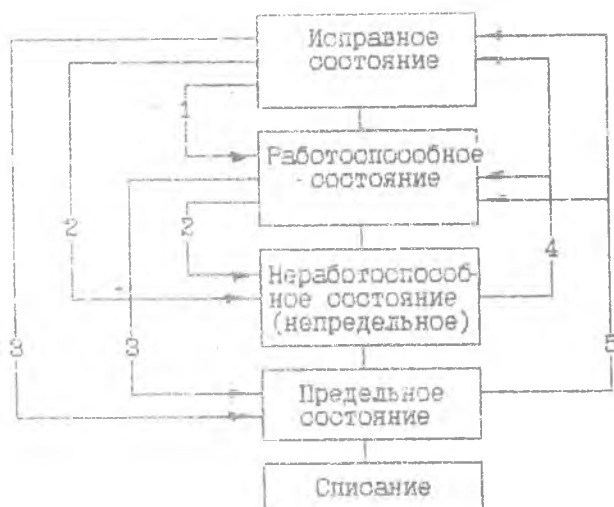 Исправное
состояние
1
Работоспособное
состояние
2
2
Неработоспособ-
ное состояние
(непредельное)
4
3
3
5
Предельное
состояние
Списание